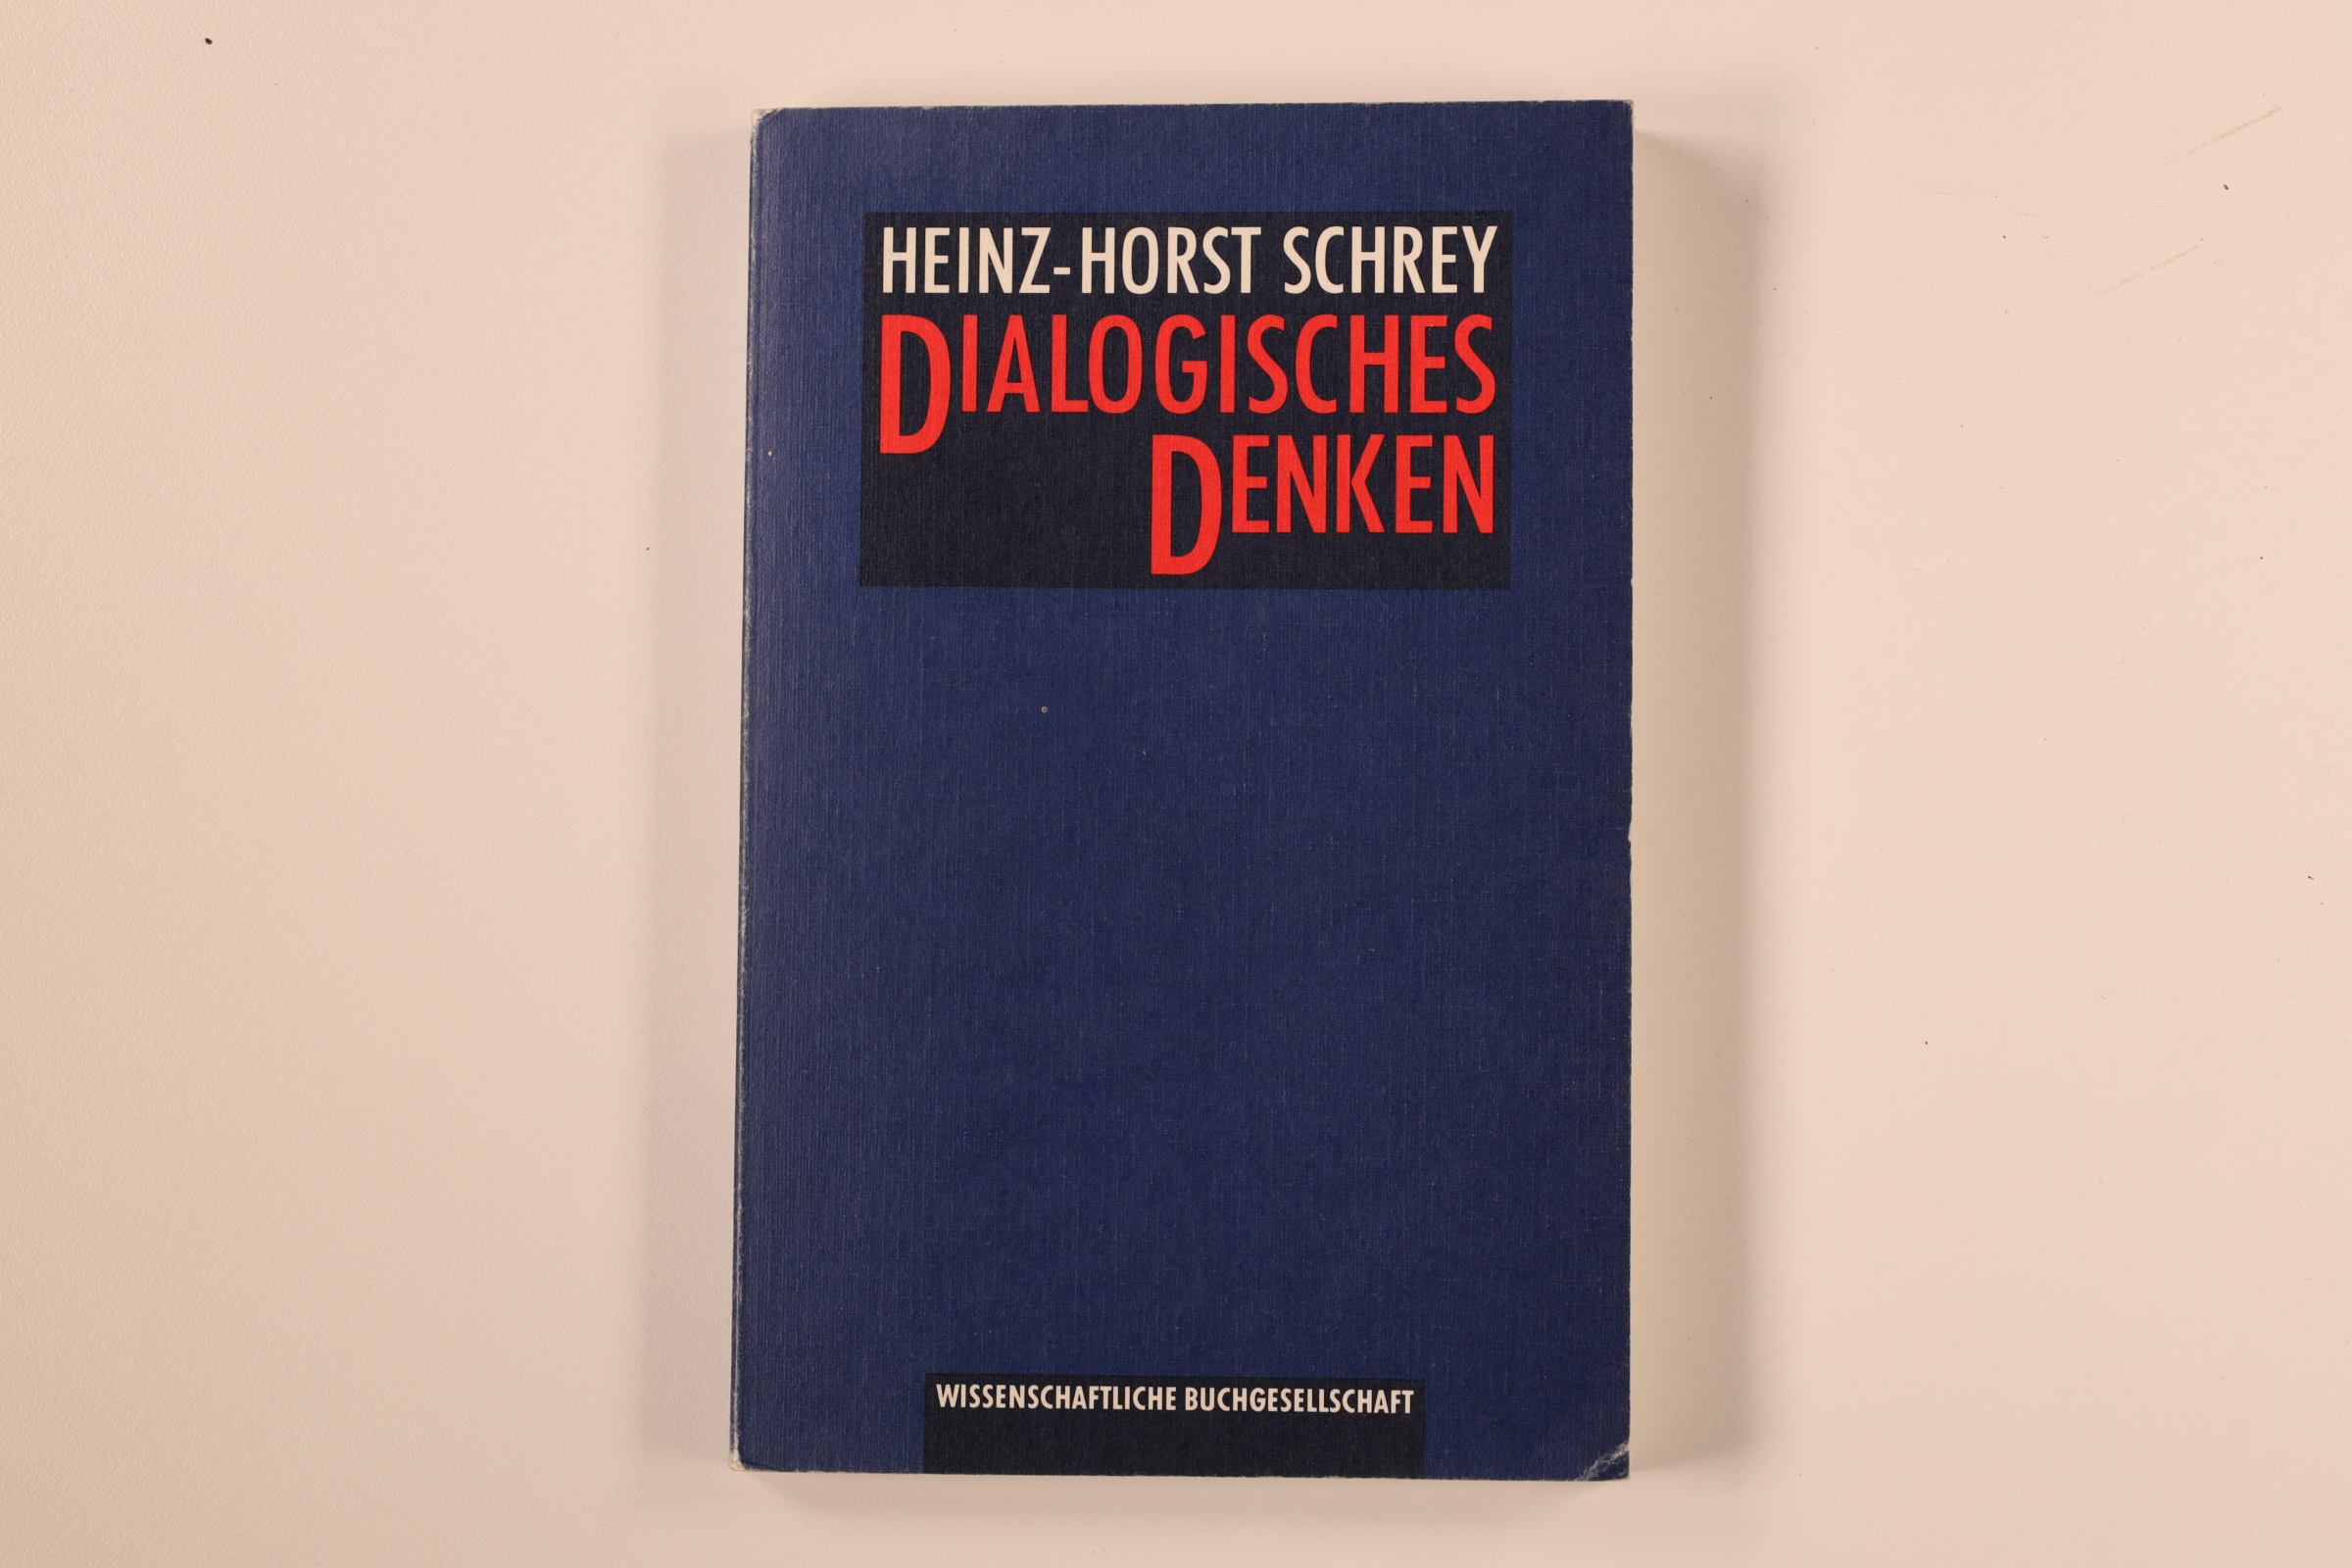 HEINZ-HORST SCHREY
DIALOGISCHES
DENKEN
WISSENSCHAFTLICHE BUCHGESELLSCHAFT